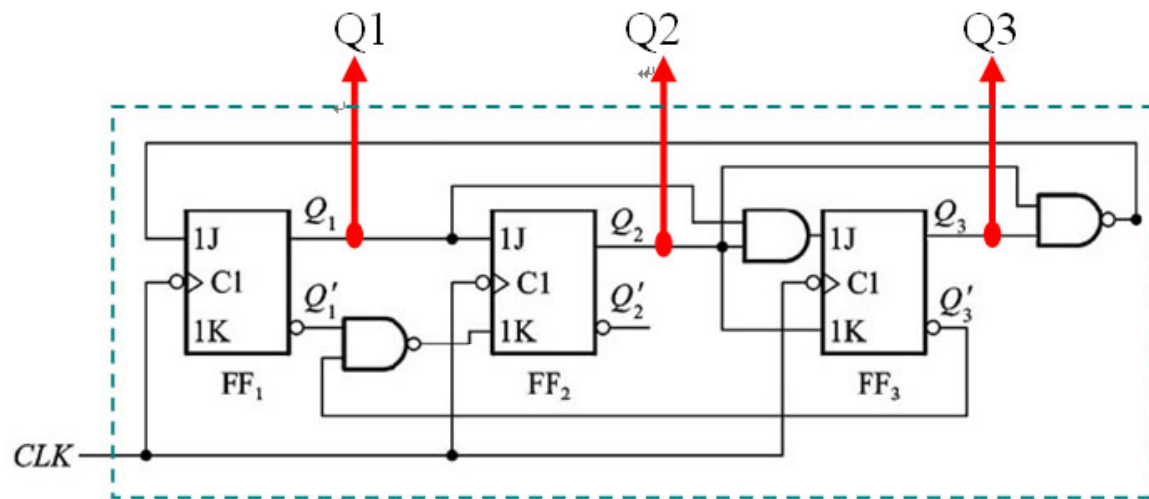 Q1 Q2 Q3
Q₁ Q₂ Q₃
1J 1J 1J
C1 C1 C1
Q₁′ Q₂′ Q₃′
1K 1K 1K
FF₁ FF₂ FF₃
CLK